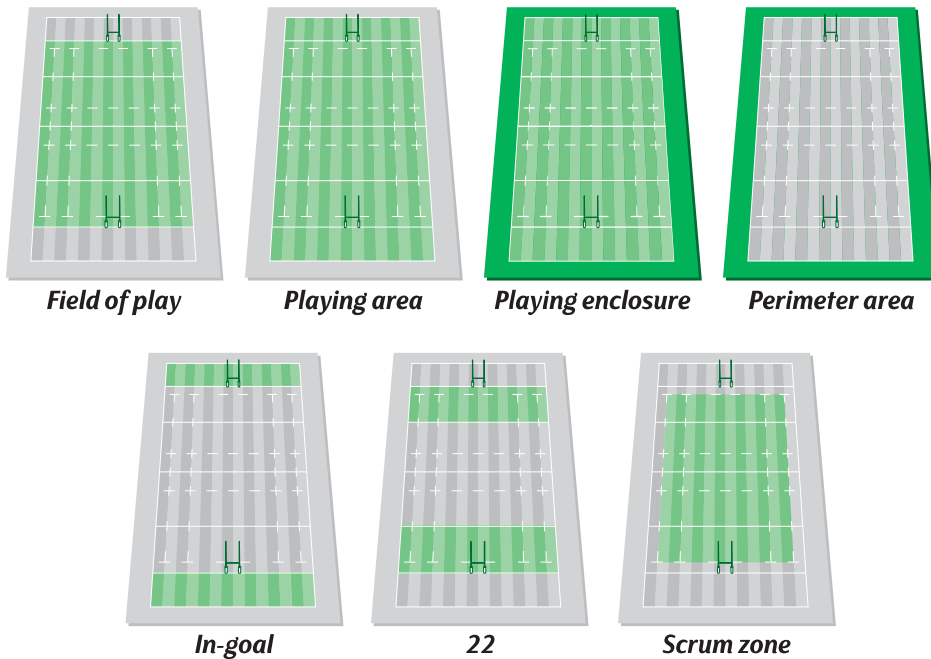 Field of play
Playing area
Playing enclosure
Perimeter area
In-goal
22
Scrum zone